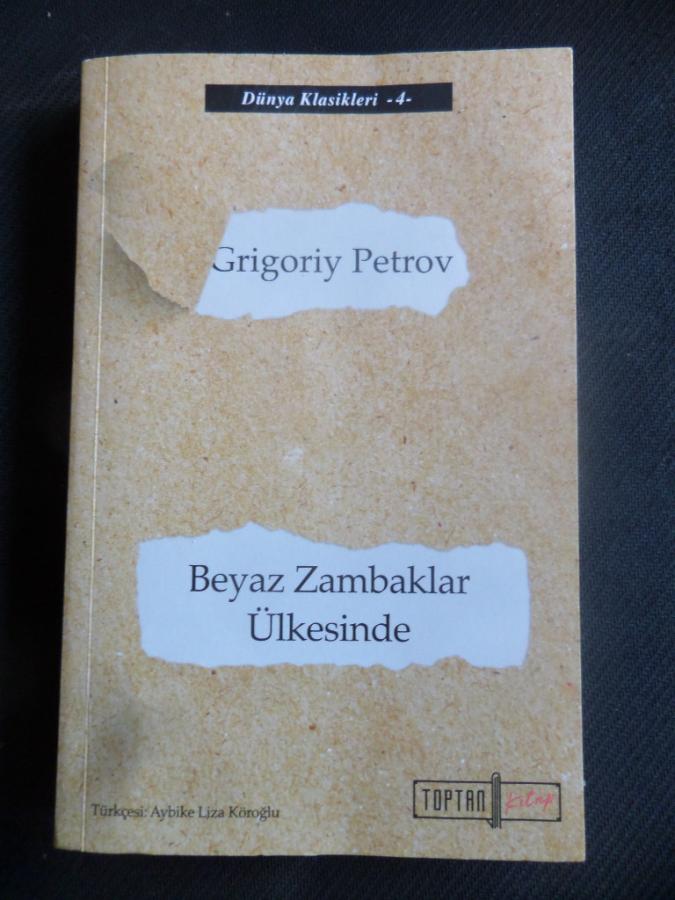 Dünya Klasikleri -4-
Grigoriy Petrov
Beyaz Zambaklar
Ülkesinde
Türkçesi: Aybike Liza Köroğlu
TOPTAN kitap